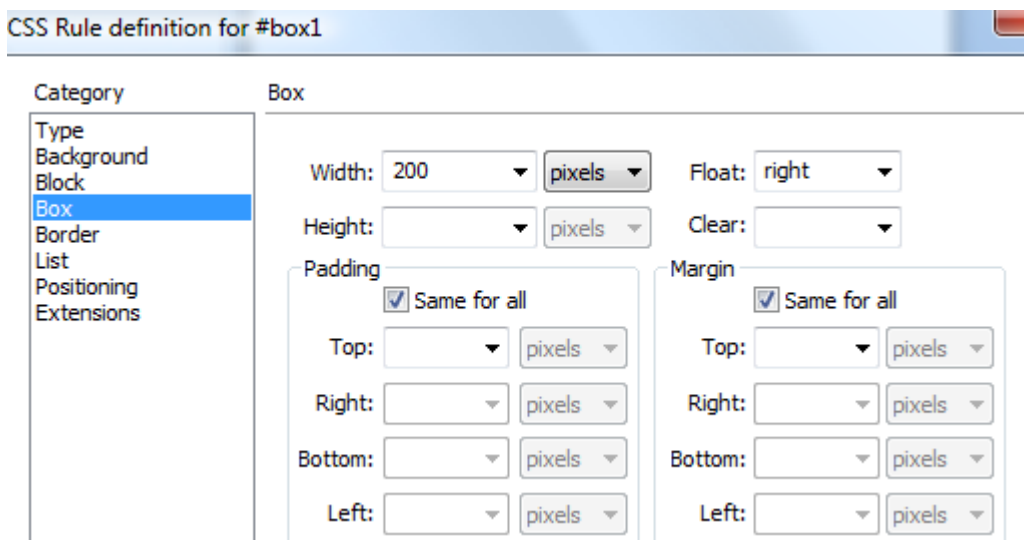 CSS Rule definition for #box1
Category
Box
Type
Background
Block
Box
Border
List
Positioning
Extensions
Width: 200 pixels Float: right
Height: pixels Clear:
Padding Margin
Same for all Same for all
Top: pixels Top: pixels
Right: pixels Right: pixels
Bottom: pixels Bottom: pixels
Left: pixels Left: pixels